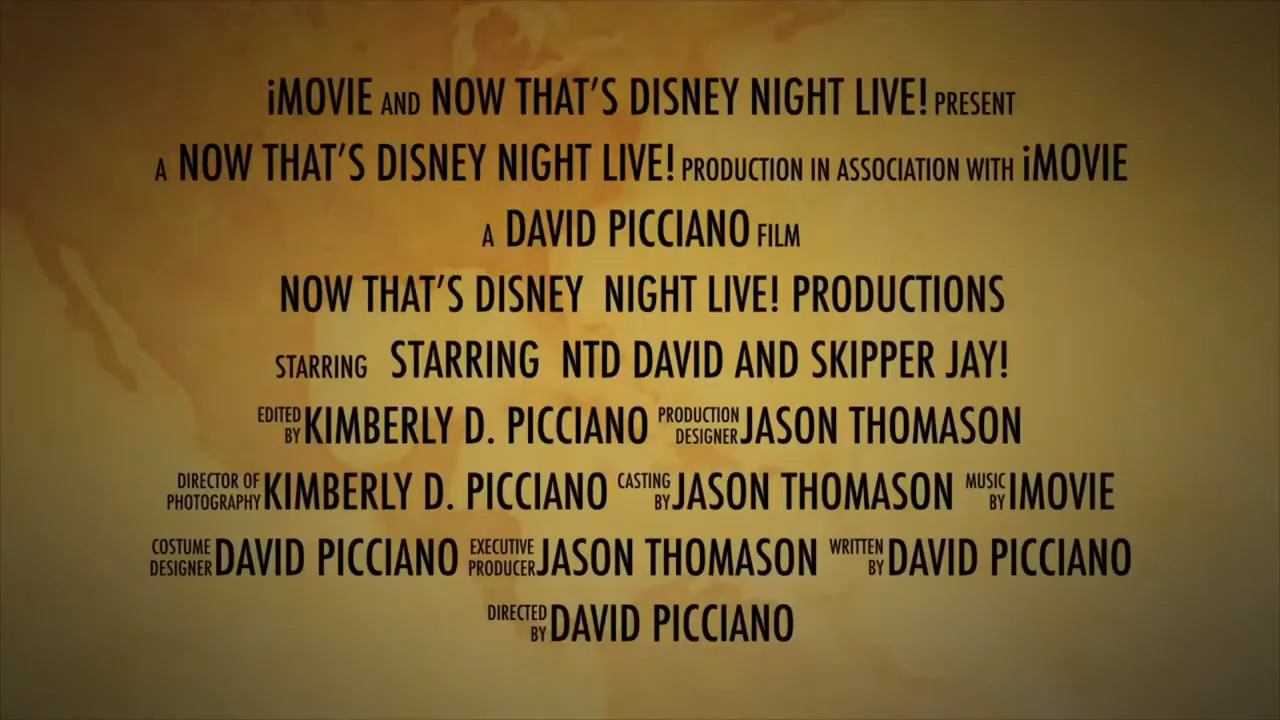 iMOVIE AND NOW THAT'S DISNEY NIGHT LIVE! PRESENT
A NOW THAT'S DISNEY NIGHT LIVE! PRODUCTION IN ASSOCIATION WITH iMOVIE
A DAVID PICCIANO FILM
NOW THAT'S DISNEY NIGHT LIVE! PRODUCTIONS
STARRING STARRING NTD DAVID AND SKIPPER JAY!
EDITED BY KIMBERLY D. PICCIANO PRODUCTION DESIGNER JASON THOMASON
DIRECTOR OF PHOTOGRAPHY KIMBERLY D. PICCIANO CASTING BY JASON THOMASON MUSIC BY IMOVIE
COSTUME DESIGNER DAVID PICCIANO EXECUTIVE PRODUCER JASON THOMASON WRITTEN BY DAVID PICCIANO
DIRECTED BY DAVID PICCIANO